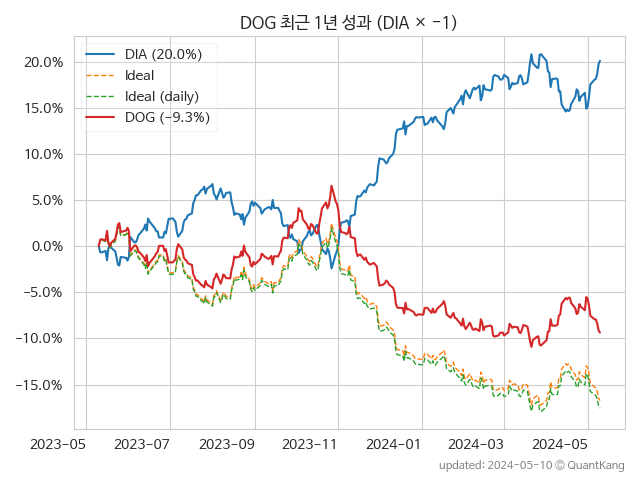 DOG 최근 1년 성과 (DIA × -1)
DIA (20.0%)
Ideal
Ideal (daily)
DOG (-9.3%)
20.0%
15.0%
10.0%
5.0%
0.0%
-5.0%
-10.0%
-15.0%
2023-05 2023-07 2023-09 2023-11 2024-01 2024-03 2024-05
updated: 2024-05-10 ⓒ QuantKang